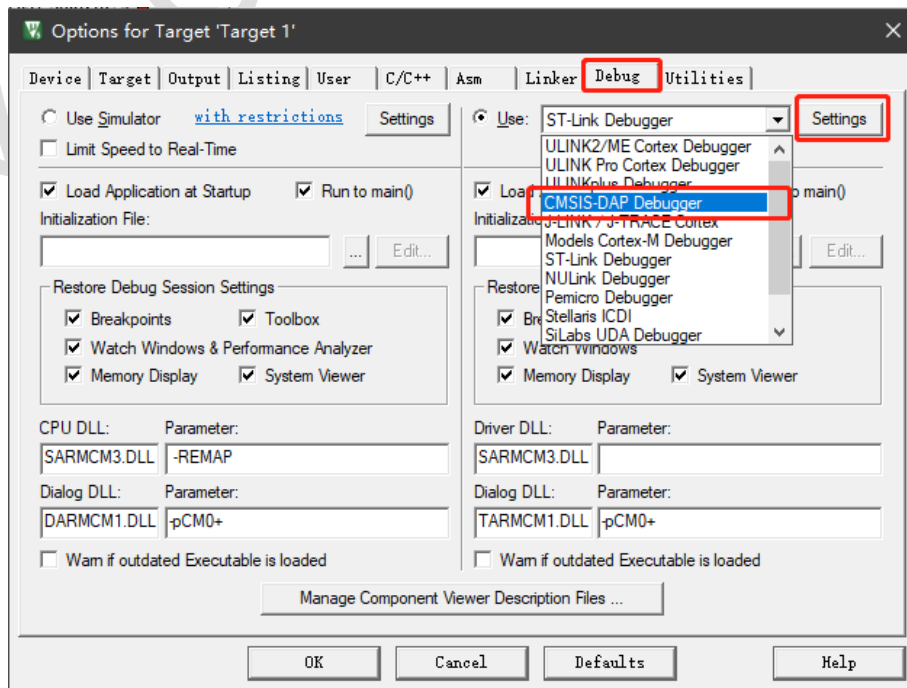 Options for Target 'Target 1'
Device Target Output Listing User C/C++ Asm Linker Debug Utilities
Use Simulator with restrictions Settings
Limit Speed to Real-Time
Load Application at Startup Run to main()
Initialization File:
... Edit...
Restore Debug Session Settings
Breakpoints Toolbox
Watch Windows & Performance Analyzer
Memory Display System Viewer
CPU DLL: Parameter:
SARMCM3.DLL -REMAP
Dialog DLL: Parameter:
DARMCM1.DLL -pCM0+
Warn if outdated Executable is loaded
Use: ST-Link Debugger Settings
ULINK2/ME Cortex Debugger
ULINK Pro Cortex Debugger
ULINKplus Debugger
CMSIS-DAP Debugger
J-LINK / J-TRACE Cortex
Models Cortex-M Debugger
ST-Link Debugger
NULink Debugger
Pemicro Debugger
Stellaris ICDI
SiLabs UDA Debugger
main()
Edit...
Restore
Watch Windows
Memory Display System Viewer
Driver DLL: Parameter:
SARMCM3.DLL
Dialog DLL: Parameter:
TARMCM1.DLL -pCM0+
Warn if outdated Executable is loaded
Manage Component Viewer Description Files ...
OK Cancel Defaults Help